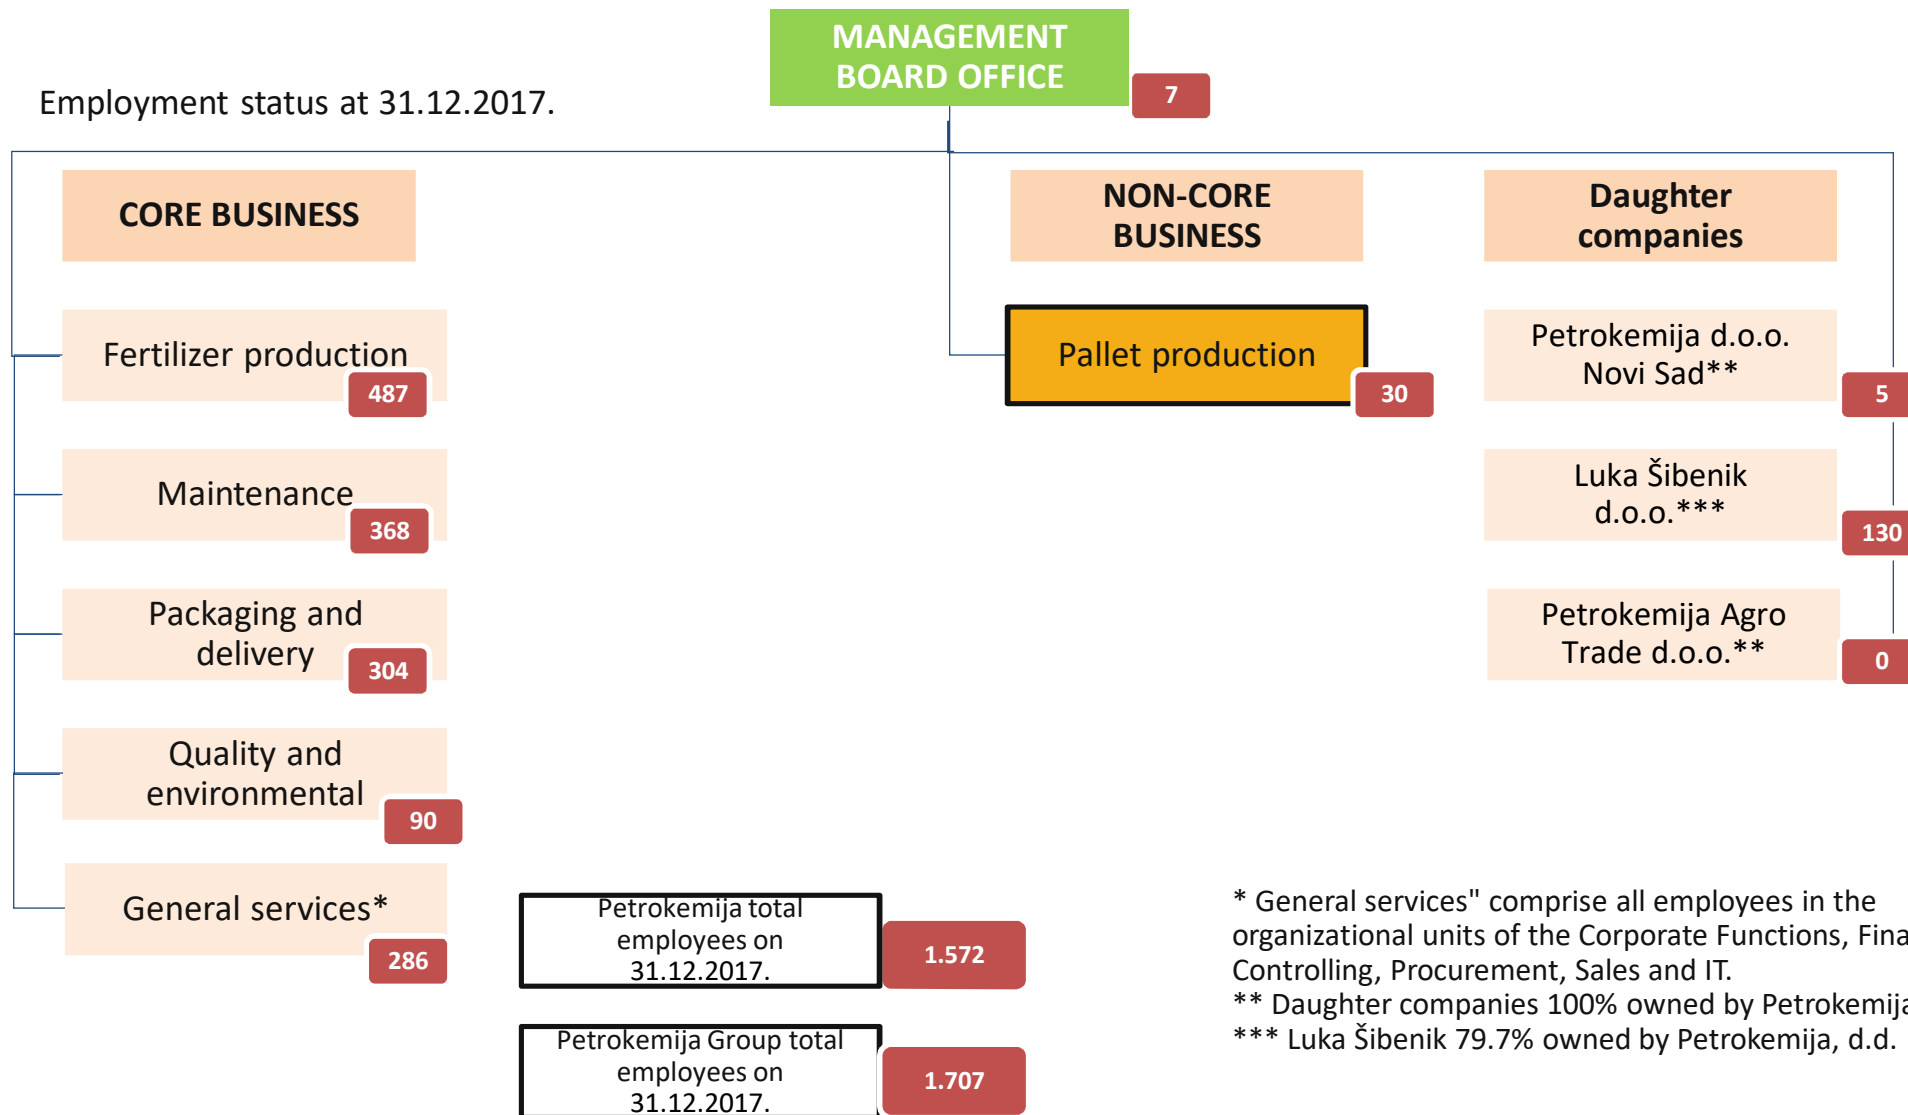 MANAGEMENT
BOARD OFFICE
7
Employment status at 31.12.2017.
CORE BUSINESS
NON-CORE
BUSINESS
Daughter
companies
Fertilizer production
487
Pallet production
30
Petrokemija d.o.o.
Novi Sad**
5
Maintenance
368
Luka Šibenik
d.o.o.***
130
Packaging and
delivery
304
Petrokemija Agro
Trade d.o.o.**
0
Quality and
environmental
90
General services*
286
Petrokemija total
employees on
31.12.2017.
1.572
Petrokemija Group total
employees on
31.12.2017.
1.707
* General services" comprise all employees in the
organizational units of the Corporate Functions,
Controlling, Procurement, Sales and IT.
** Daughter companies 100% owned by Petrokemija
*** Luka Šibenik 79.7% owned by Petrokemija, d.d.